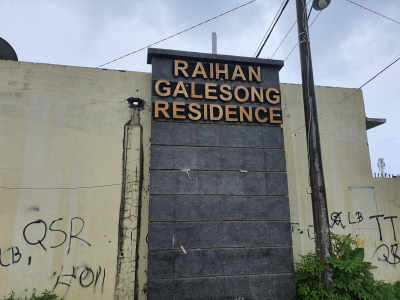 RAIHAN
GALESONG
RESIDENCE
QSR
LB
TT